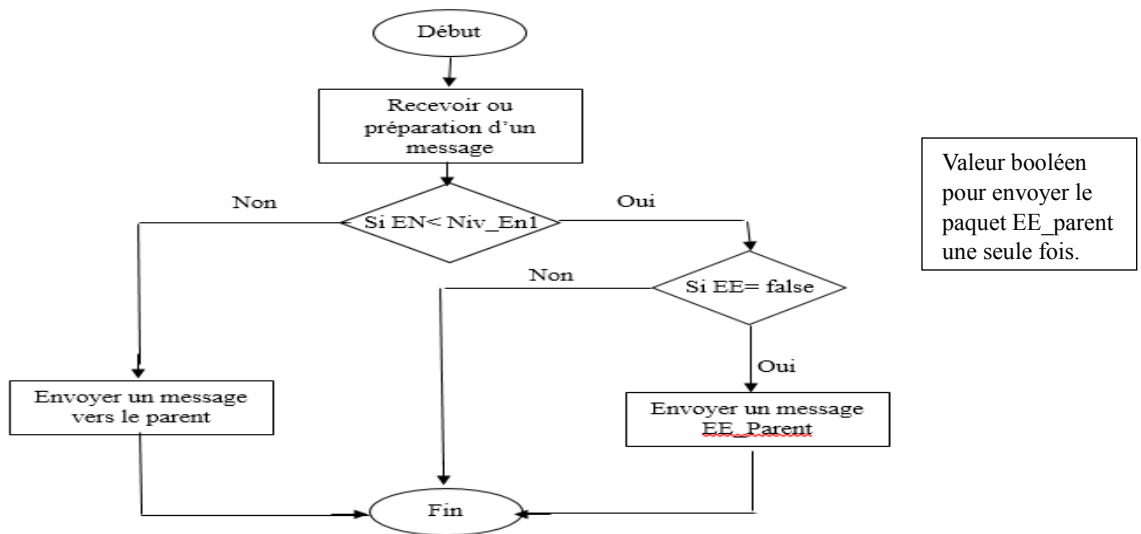 Début
Recevoir ou
préparation d'un
message
Non
Oui
Si EN< Niv_En1
Valeur booléen
pour envoyer le
paquet EE_parent
une seule fois.
Non
Si EE= false
Oui
Envoyer un message
vers le parent
Envoyer un message
EE_Parent
Fin